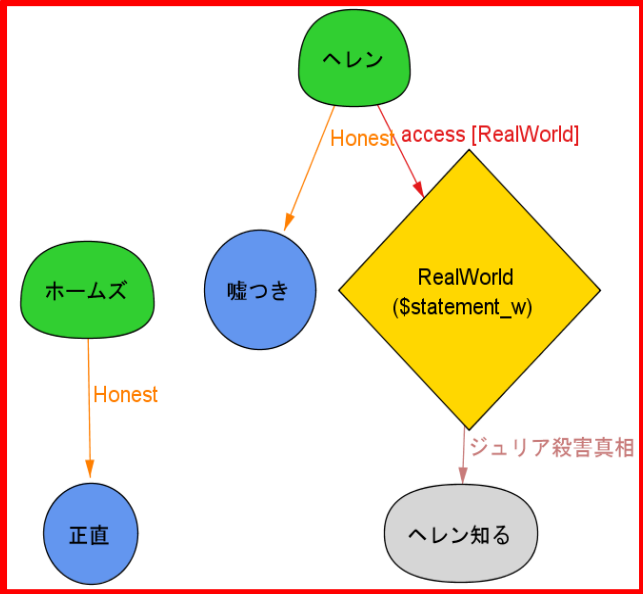 ヘレン
Honest
access [RealWorld]
RealWorld
($statement_w)
嘘つき
ホームズ
Honest
ジュリア殺害真相
正直
ヘレン知る